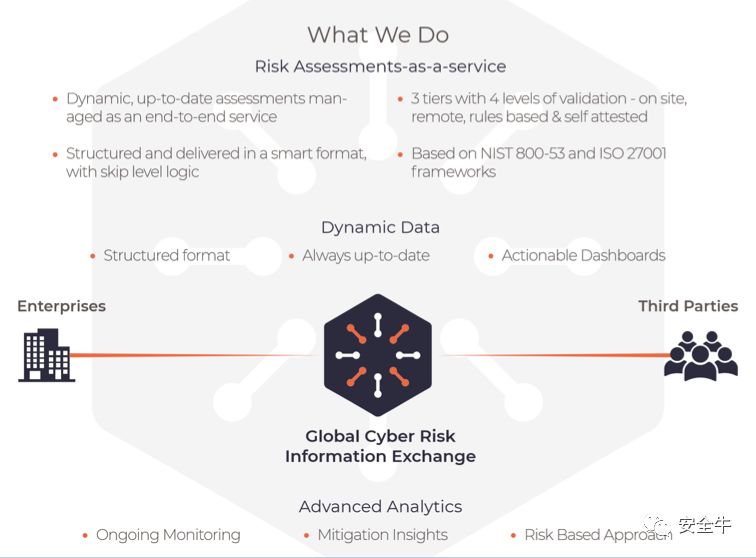 What We Do
Risk Assessments-as-a-service
• Dynamic, up-to-date assessments man-
aged as an end-to-end service
• Structured and delivered in a smart format,
with skip level logic
• 3 tiers with 4 levels of validation - on site,
remote, rules based & self attested
• Based on NIST 800-53 and ISO 27001
frameworks
Dynamic Data
• Structured format • Always up-to-date • Actionable Dashboards
Enterprises
Third Parties
Global Cyber Risk
Information Exchange
Advanced Analytics
• Ongoing Monitoring • Mitigation Insights • Risk Based Approach
安全牛